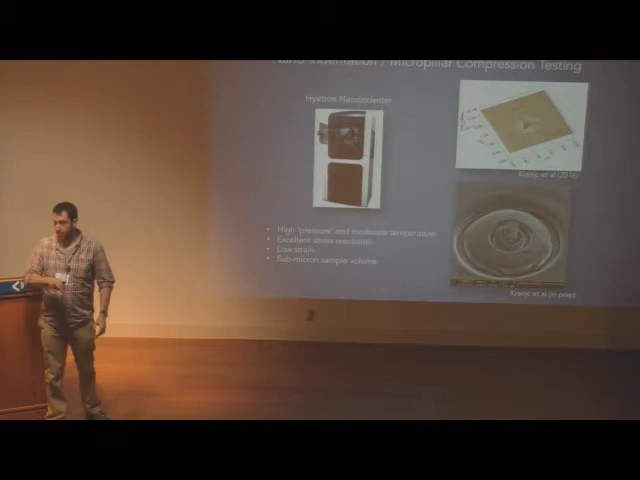 Nano-Indentation / Micropillar Compression Testing
Hysitron Nanoindenter
Kranjc et al (2016)
• High 'pressure' and moderate temperature
• Excellent stress resolution
• Low strain
• Sub-micron sample volume
Kranjc et al (in prep)